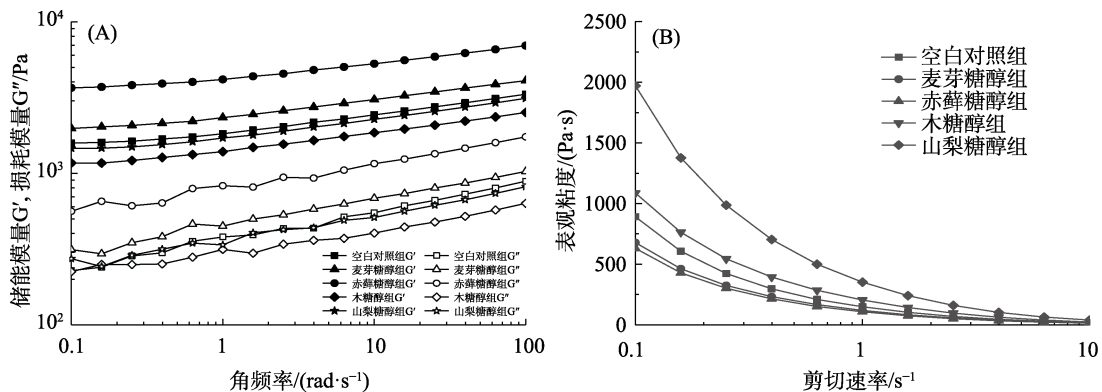 (A)
10⁴
10³
10²
储能模量G′, 损耗模量G″/Pa
空白对照组G′ 空白对照组G″
麦芽糖醇组G′ 麦芽糖醇组G″
赤藓糖醇组G′ 赤藓糖醇组G″
木糖醇组G′ 木糖醇组G″
山梨糖醇组G′ 山梨糖醇组G″
0.1 1 10 100
角频率/(rad·s⁻¹)
(B)
2500
2000
1500
1000
500
0
表观粘度/(Pa·s)
空白对照组
麦芽糖醇组
赤藓糖醇组
木糖醇组
山梨糖醇组
0.1 1 10
剪切速率/s⁻¹